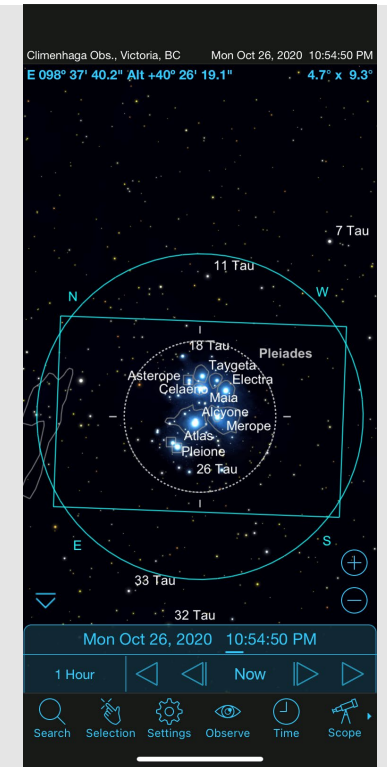 Climenhaga Obs., Victoria, BC Mon Oct 26, 2020 10:54:50 PM
E 098° 37' 40.2" Alt +40° 26' 19.1" 4.7° x 9.3°
7 Tau
11 Tau
N W
18 Tau
Pleiades
Taygeta
Asterope Electra
Celaeno
Maia
Alcyone
Merope
Atlas
Pleione
26 Tau
E S
33 Tau
32 Tau
Mon Oct 26, 2020 10:54:50 PM
1 Hour Now
Search Selection Settings Observe Time Scope